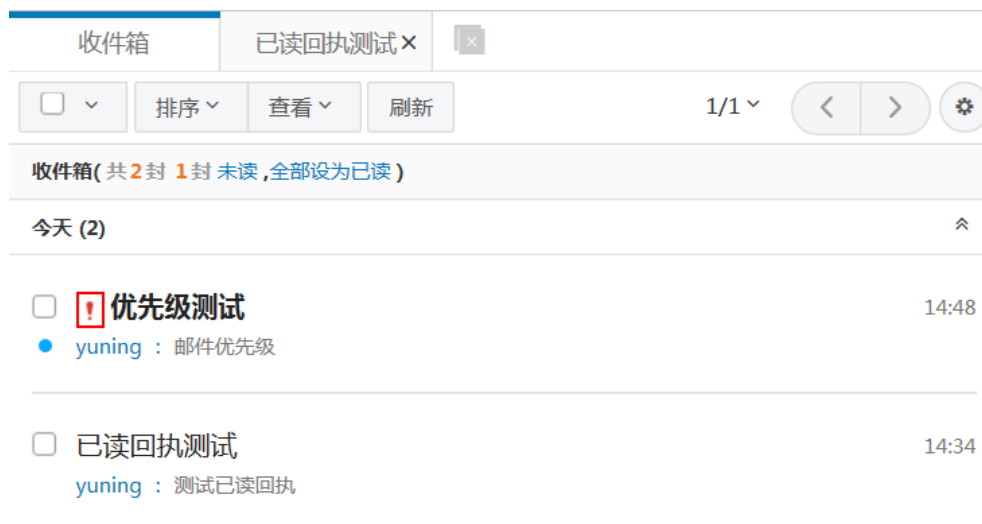 收件箱 已读回执测试 ×
排序 查看 刷新 1/1
收件箱( 共2封 1封 未读 ,全部设为已读 )
今天 (2)
! 优先级测试 14:48
yuning : 邮件优先级
已读回执测试 14:34
yuning : 测试已读回执